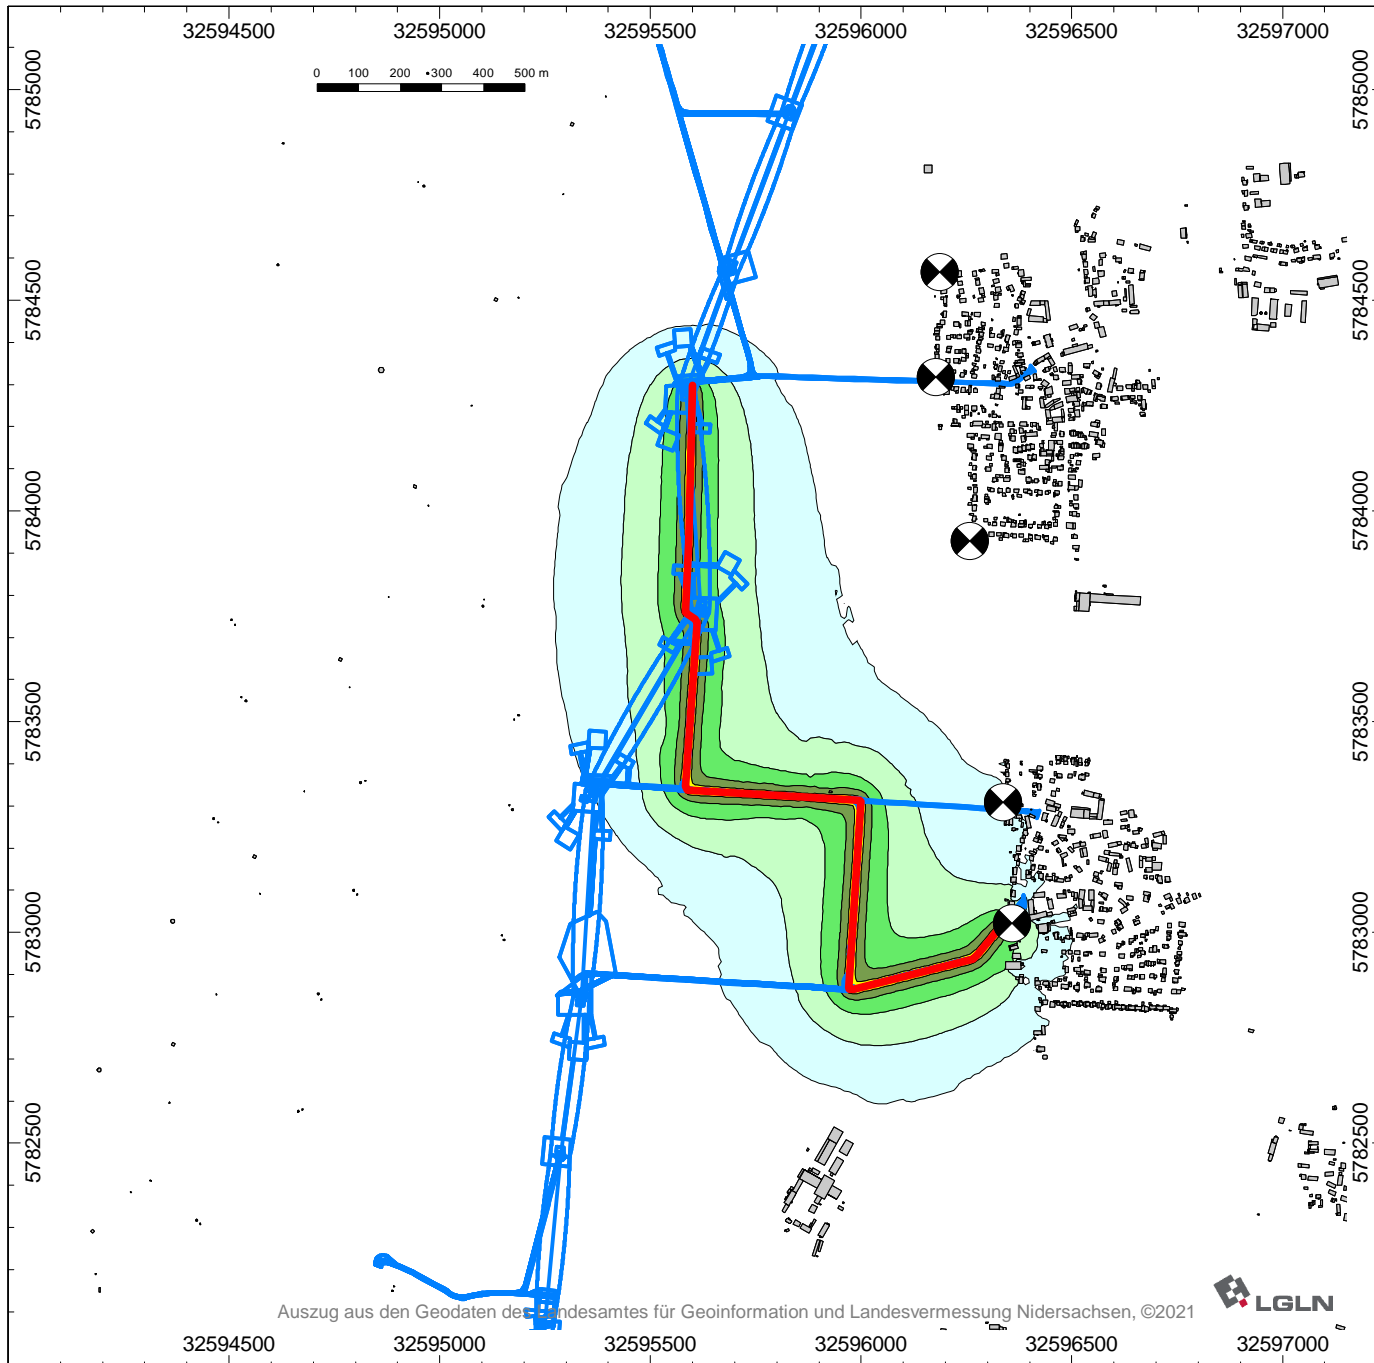 32594500 32595000 32595500 32596000 32596500 32597000
0 100 200 300 400 500 m
5785000 5785000
5784500 5784500
5784000 5784000
5783500 5783500
5783000 5783000
5782500 5782500
Auszug aus den Geodaten des Landesamtes für Geoinformation und Landesvermessung Nidersachsen, ©2021
LGLN
32594500 32595000 32595500 32596000 32596500 32597000